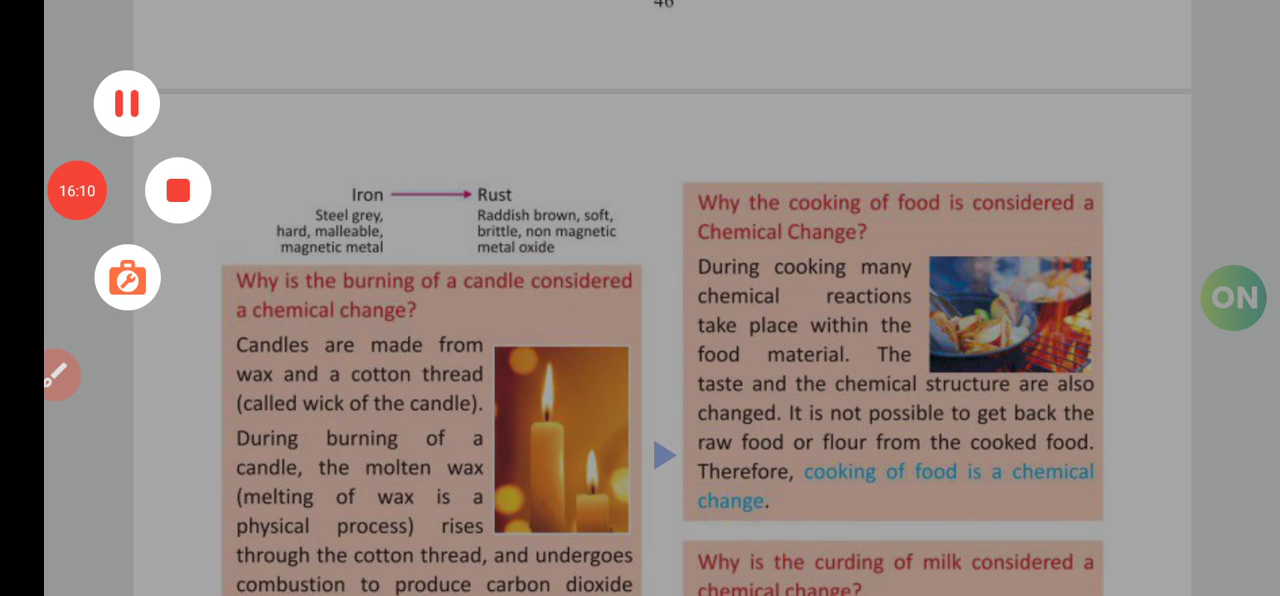 46
16:10
Iron Rust
Steel grey,
hard, malleable,
magnetic metal
Raddish brown, soft,
brittle, non magnetic
metal oxide
Why is the burning of a candle considered
a chemical change?
Candles are made from
wax and a cotton thread
(called wick of the candle).
During burning of a
candle, the molten wax
(melting of wax is a
physical process) rises
through the cotton thread, and undergoes
combustion to produce carbon dioxide
Why the cooking of food is considered a
Chemical Change?
During cooking many
chemical reactions
take place within the
food material. The
taste and the chemical structure are also
changed. It is not possible to get back the
raw food or flour from the cooked food.
Therefore, cooking of food is a chemical
change.
Why is the curding of milk considered a
chemical change?
ON